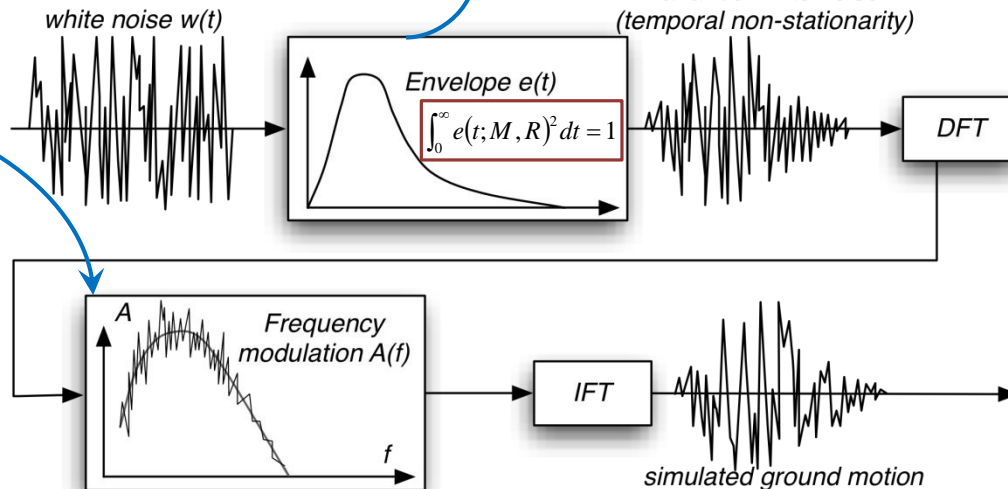 white noise w(t)
(temporal non-stationarity)
Envelope e(t)
∫₀^∞ e(t; M, R)² dt = 1
DFT
A
Frequency
modulation A(f)
f
IFT
simulated ground motion